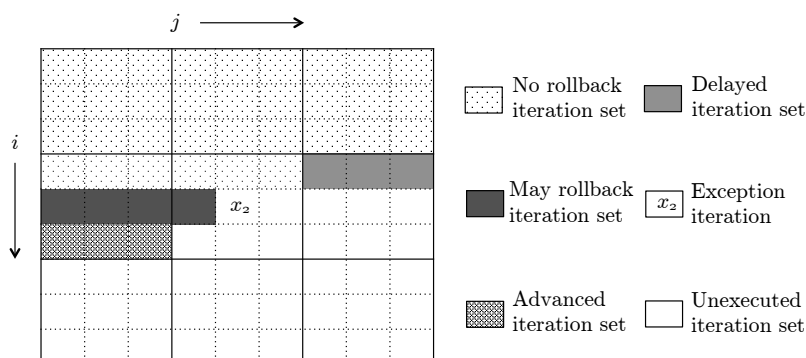 j
i
x₂
No rollback
iteration set
Delayed
iteration set
May rollback
iteration set
x₂
Exception
iteration
Advanced
iteration set
Unexecuted
iteration set